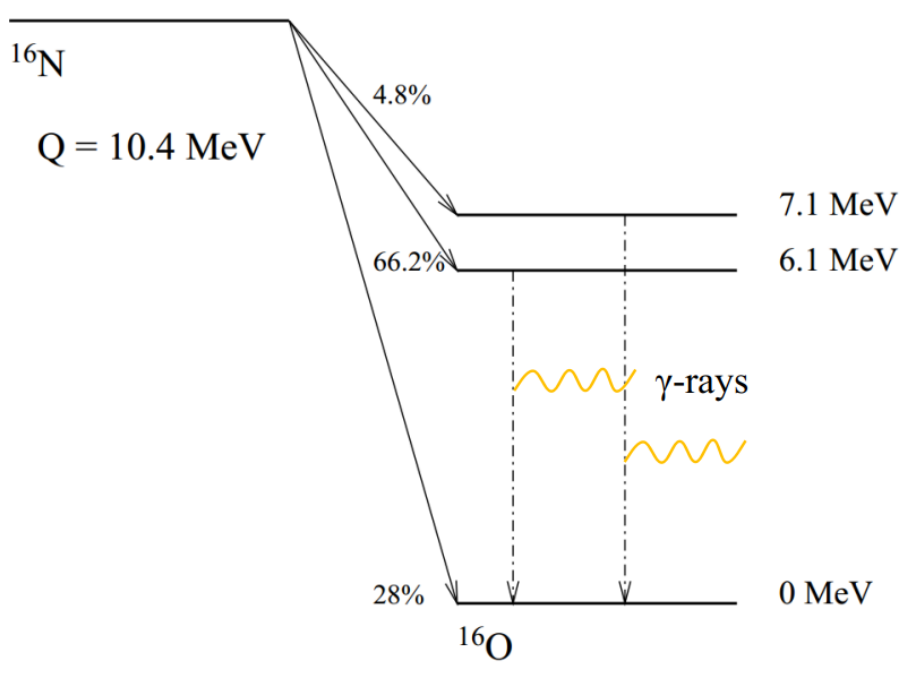 ¹⁶N
4.8%
Q = 10.4 MeV
7.1 MeV
66.2%
6.1 MeV
γ-rays
28%
0 MeV
¹⁶O